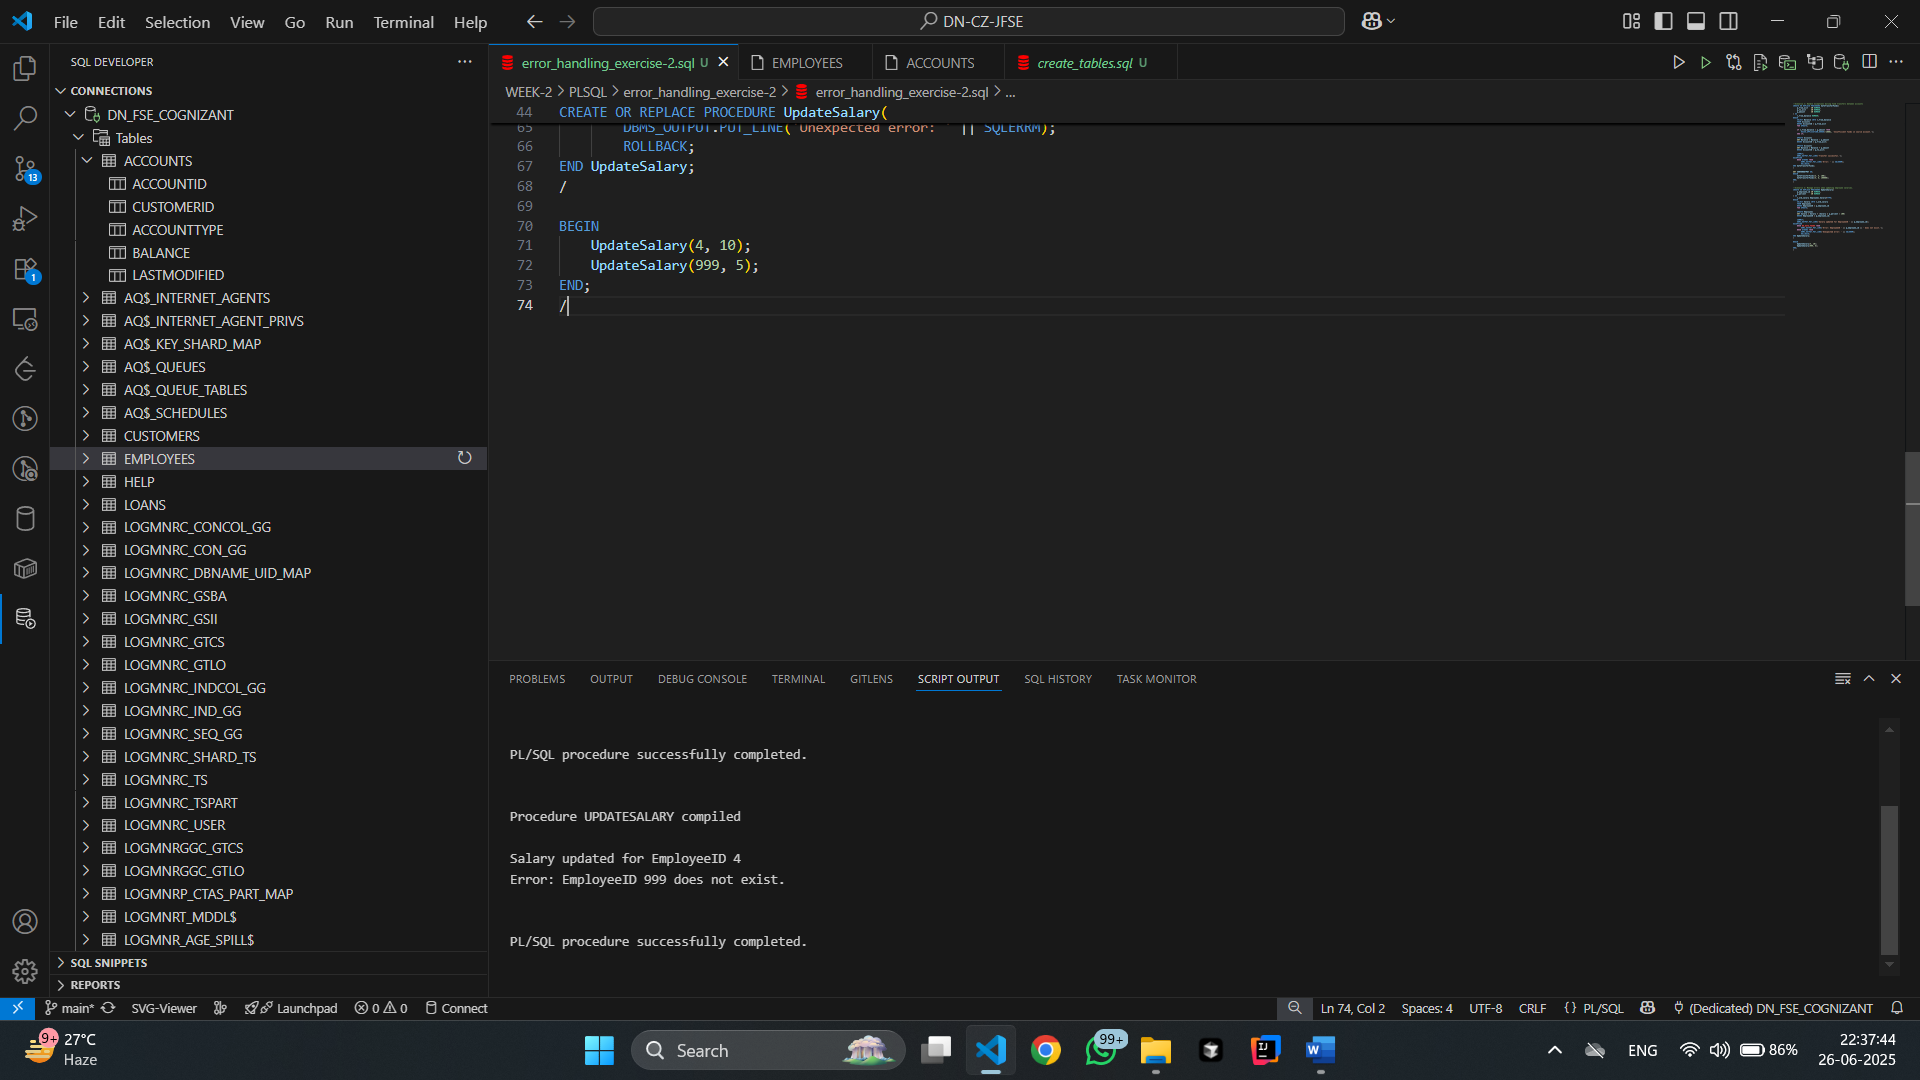 File Edit Selection View Go Run Terminal Help
DN-CZ-JFSE
SQL DEVELOPER
CONNECTIONS
DN_FSE_COGNIZANT
Tables
ACCOUNTS
ACCOUNTID
CUSTOMERID
ACCOUNTTYPE
BALANCE
LASTMODIFIED
AQ$_INTERNET_AGENTS
AQ$_INTERNET_AGENT_PRIVS
AQ$_KEY_SHARD_MAP
AQ$_QUEUES
AQ$_QUEUE_TABLES
AQ$_SCHEDULES
CUSTOMERS
EMPLOYEES
HELP
LOANS
LOGMNRC_CONCOL_GG
LOGMNRC_CON_GG
LOGMNRC_DBNAME_UID_MAP
LOGMNRC_GSBA
LOGMNRC_GSII
LOGMNRC_GTCS
LOGMNRC_GTLO
LOGMNRC_INDCOL_GG
LOGMNRC_IND_GG
LOGMNRC_SEQ_GG
LOGMNRC_SHARD_TS
LOGMNRC_TS
LOGMNRC_TSPART
LOGMNRC_USER
LOGMNRGGC_GTCS
LOGMNRGGC_GTLO
LOGMNRP_CTAS_PART_MAP
LOGMNRT_MDDL$
LOGMNR_AGE_SPILL$
SQL SNIPPETS
REPORTS
13
1
error_handling_exercise-2.sql U
EMPLOYEES
ACCOUNTS
create_tables.sql U
WEEK-2 > PLSQL > error_handling_exercise-2 > error_handling_exercise-2.sql > ...
44 CREATE OR REPLACE PROCEDURE UpdateSalary(
65 DBMS_OUTPUT.PUT_LINE('Unexpected error: ' || SQLERRM);
66 ROLLBACK;
67 END UpdateSalary;
68 /
69
70 BEGIN
71 UpdateSalary(4, 10);
72 UpdateSalary(999, 5);
73 END;
74 /
PROBLEMS OUTPUT DEBUG CONSOLE TERMINAL GITLENS SCRIPT OUTPUT SQL HISTORY TASK MONITOR
PL/SQL procedure successfully completed.
Procedure UPDATESALARY compiled
Salary updated for EmployeeID 4
Error: EmployeeID 999 does not exist.
PL/SQL procedure successfully completed.
main* SVG-Viewer Launchpad 0 0 Connect
Ln 74, Col 2 Spaces: 4 UTF-8 CRLF {} PL/SQL (Dedicated) DN_FSE_COGNIZANT
9+
27°C
Haze
Search
99+
ENG
86%
22:37:44
26-06-2025